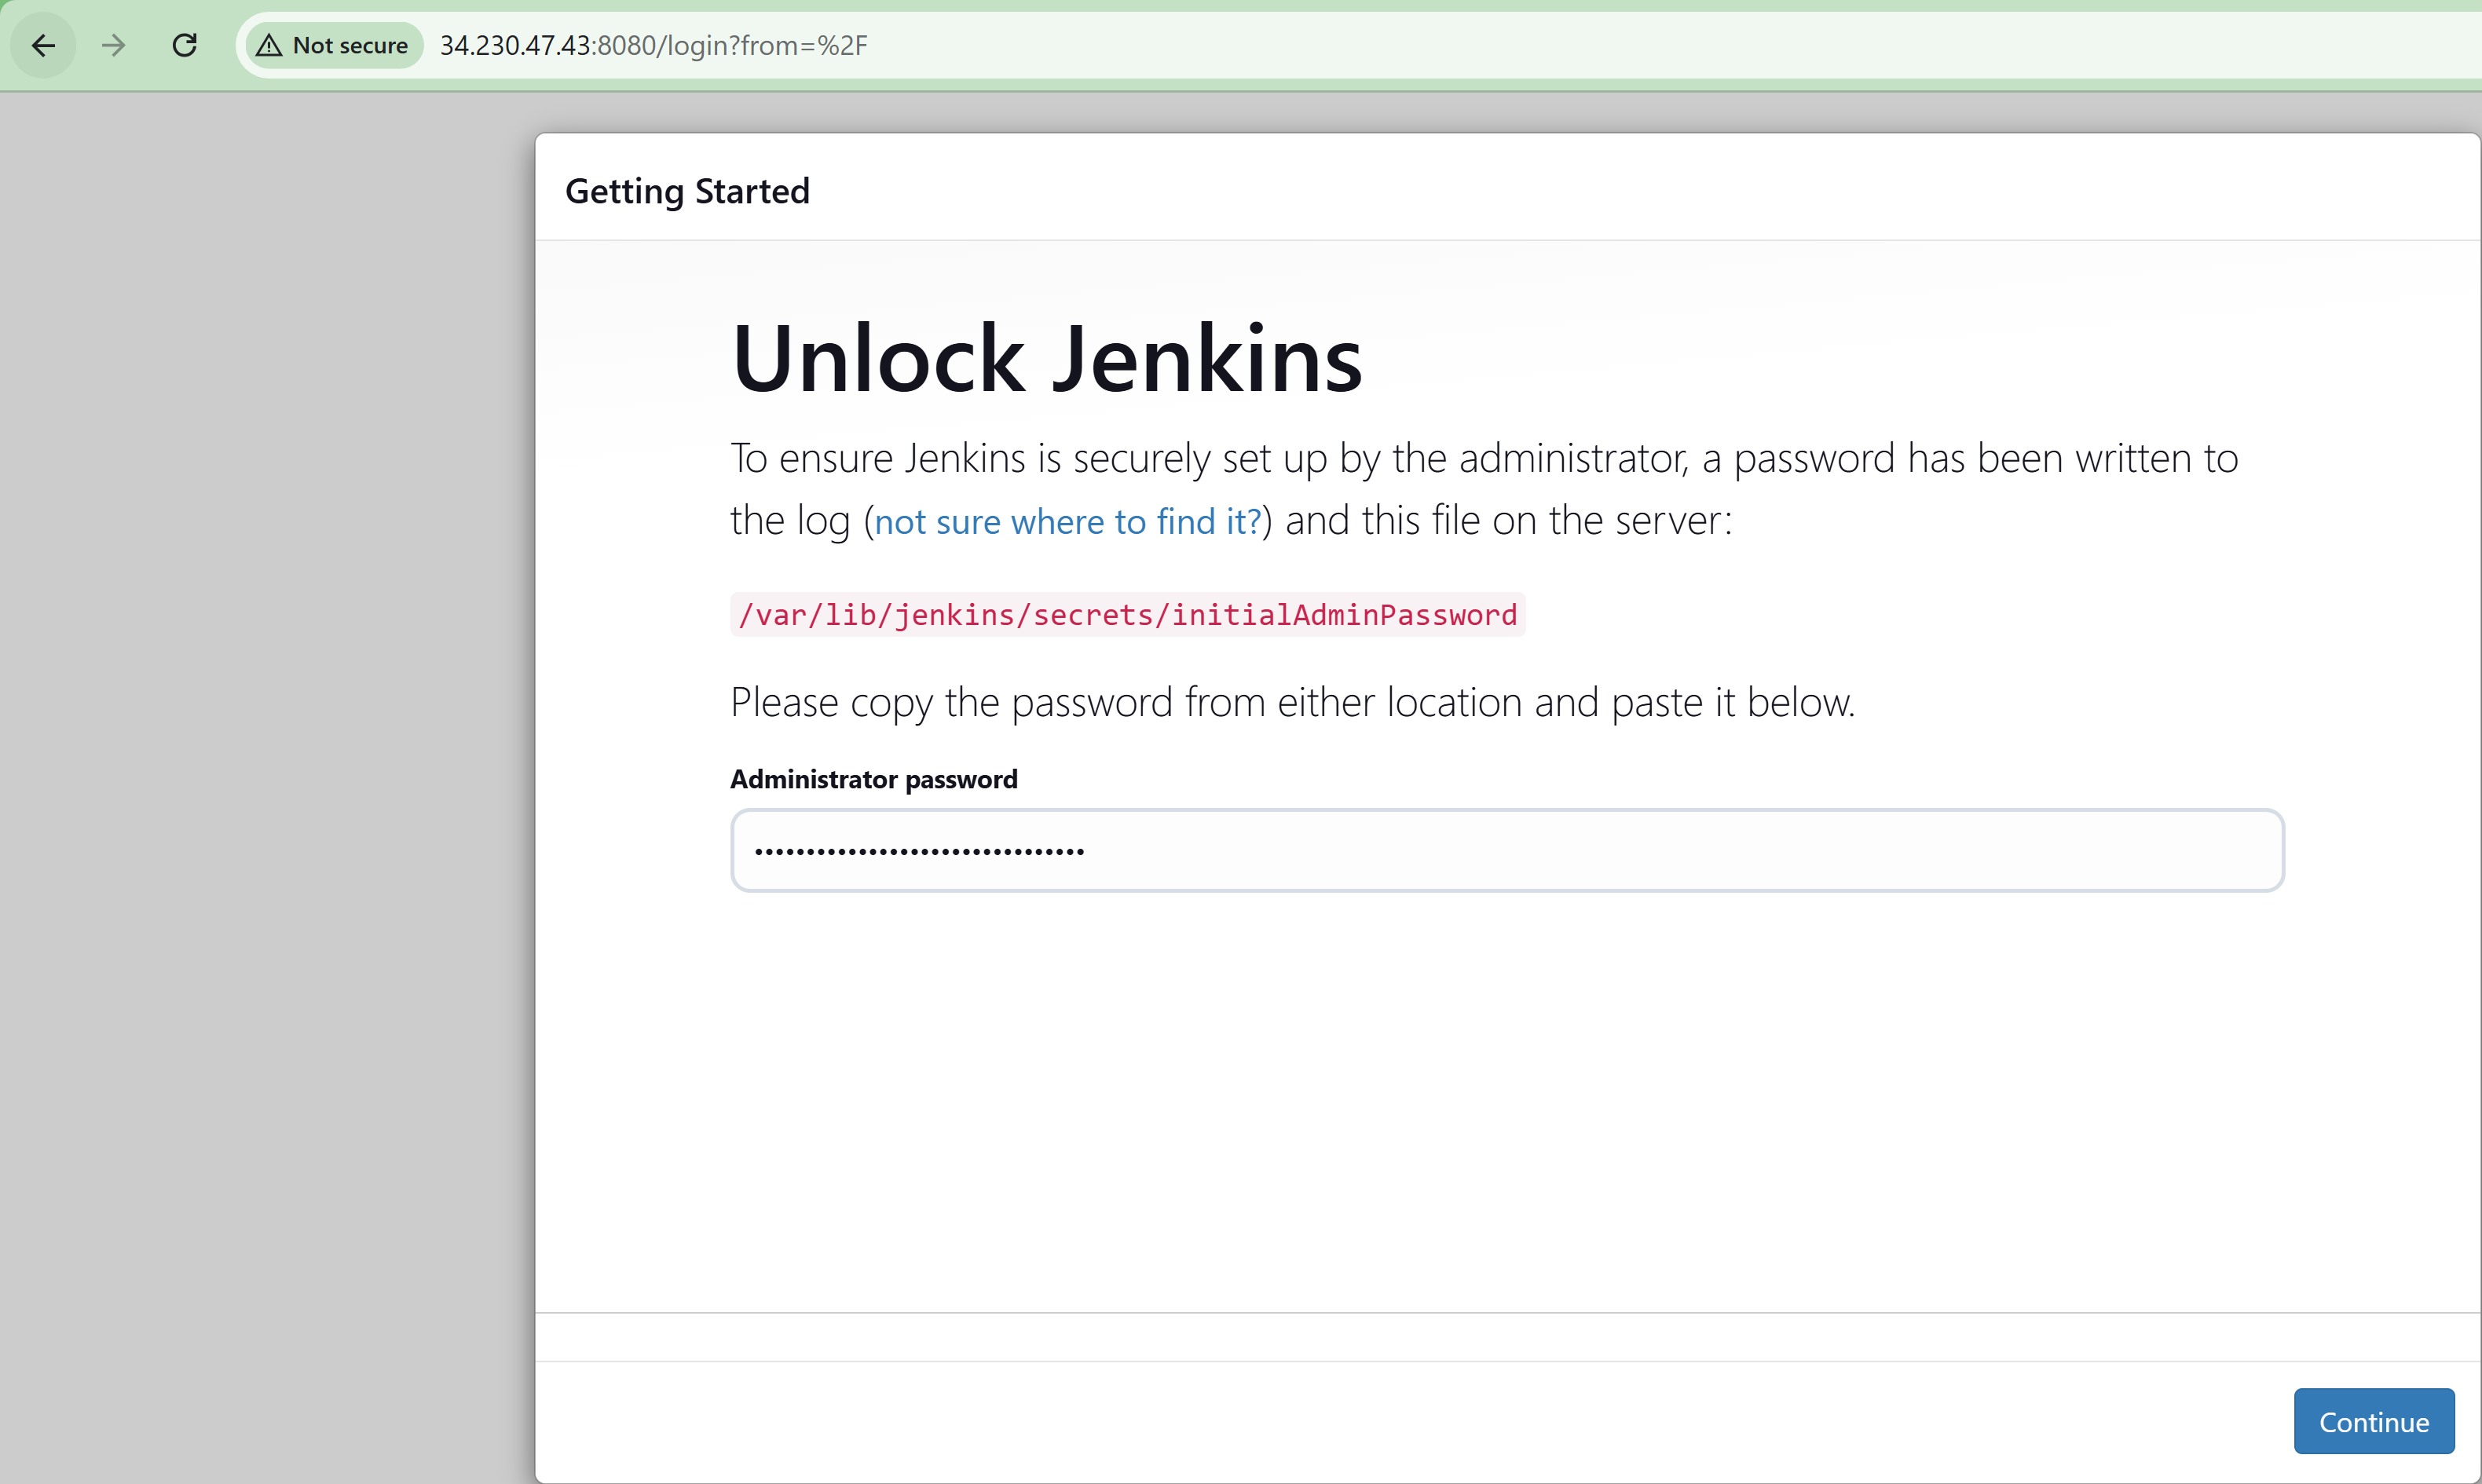 Not secure 34.230.47.43:8080/login?from=%2F
Getting Started
Unlock Jenkins
To ensure Jenkins is securely set up by the administrator, a password has been written to
the log (not sure where to find it?) and this file on the server:
/var/lib/jenkins/secrets/initialAdminPassword
Please copy the password from either location and paste it below.
Administrator password
••••••••••••••••••••••••••••••••
Continue